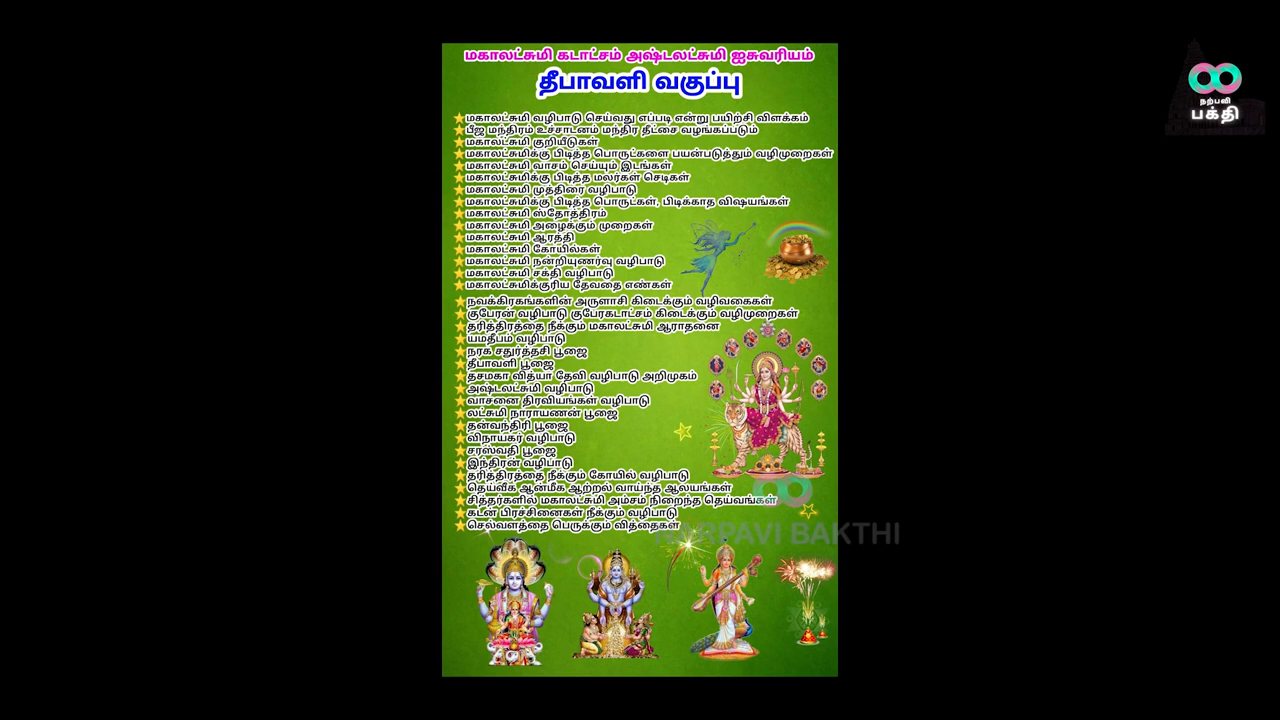 மகாலட்சுமி கடாட்சம் அஷ்டலட்சுமி ஐசுவரியம்
தீபாவளி வகுப்பு
மகாலட்சுமி வழிபாடு செய்வது எப்படி என்று பயிற்சி விளக்கம்
பீஜ மந்திரம் உச்சாடனம் மந்திர தீட்சை வழங்கப்படும்
மகாலட்சுமி குறியீடுகள்
மகாலட்சுமிக்கு பிடித்த பொருட்களை பயன்படுத்தும் வழிமுறைகள்
மகாலட்சுமி வாசம் செய்யும் இடங்கள்
மகாலட்சுமிக்கு பிடித்த மலர்கள் செடிகள்
மகாலட்சுமி முத்திரை வழிபாடு
மகாலட்சுமிக்கு பிடித்த பொருட்கள், பிடிக்காத விஷயங்கள்
மகாலட்சுமி ஸ்தோத்திரம்
மகாலட்சுமி அழைக்கும் முறைகள்
மகாலட்சுமி ஆரத்தி
மகாலட்சுமி கோயில்கள்
மகாலட்சுமி நன்றியுணர்வு வழிபாடு
மகாலட்சுமி சக்தி வழிபாடு
மகாலட்சுமிக்குரிய தேவதை எண்கள்
நவக்கிரகங்களின் அருளாசி கிடைக்கும் வழிவகைகள்
குபேரன் வழிபாடு குபேரகடாட்சம் கிடைக்கும் வழிமுறைகள்
தரித்திரத்தை நீக்கும் மகாலட்சுமி ஆராதனை
யமதீபம் வழிபாடு
நரக சதுர்த்தசி பூஜை
தீபாவளி பூஜை
தசமகா வித்யா தேவி வழிபாடு அறிமுகம்
அஷ்டலட்சுமி வழிபாடு
வாசனை திரவியங்கள் வழிபாடு
லட்சுமி நாராயணன் பூஜை
தன்வந்திரி பூஜை
விநாயகர் வழிபாடு
சரஸ்வதி பூஜை
இந்திரன் வழிபாடு
தரித்திரத்தை நீக்கும் கோயில் வழிபாடு
தெய்வீக ஆன்மீக ஆற்றல் வாய்ந்த ஆலயங்கள்
சித்தர்களில் மகாலட்சுமி அம்சம் நிறைந்த தெய்வங்கள்
கடன் பிரச்சினைகள் நீக்கும் வழிபாடு
செல்வளத்தை பெருக்கும் வித்தைகள்
நற்பவி
பக்தி
NARPAVI BAKTHI